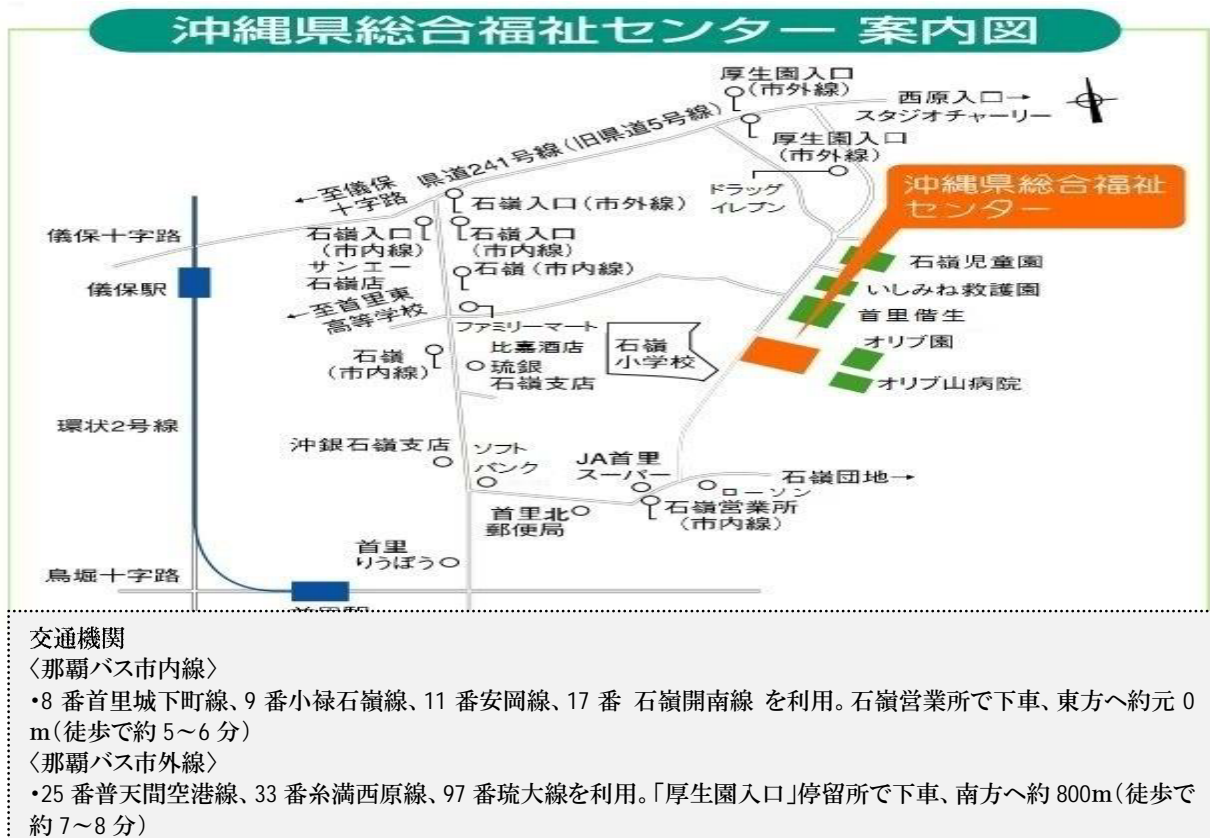 沖縄県総合福祉センター 案内図
厚生園入口
(市外線)
西原入口→
スタジオチャーリー
厚生園入口
(市外線)
県道241号線(旧県道5号線)
←至儀保
十字路
ドラッグ
イレブン
沖縄県総合福祉
センター
石嶺入口(市外線)
儀保十字路
石嶺入口
(市内線)
石嶺入口
(市内線)
サンエー
石嶺店
石嶺(市内線)
石嶺児童園
儀保駅
いしみね救護園
←至首里東
高等学校
首里偕生
ファミリーマート
石嶺
(市内線)
比嘉酒店
琉銀
石嶺支店
石嶺
小学校
オリブ園
オリブ山病院
環状2号線
沖銀石嶺支店
ソフト
バンク
JA首里
スーパー
石嶺団地→
ローソン
首里北
郵便局
石嶺営業所
(市内線)
首里
りうぼう
鳥堀十字路
交通機関
〈那覇バス市内線〉
・8 番首里城下町線、9 番小禄石嶺線、11 番安岡線、17 番 石嶺開南線 を利用。石嶺営業所で下車、東方へ約元 0
m(徒歩で約 5～6 分)
〈那覇バス市外線〉
・25 番普天間空港線、33 番糸満西原線、97 番琉大線を利用。「厚生園入口」停留所で下車、南方へ約 800m(徒歩で
約 7～8 分)